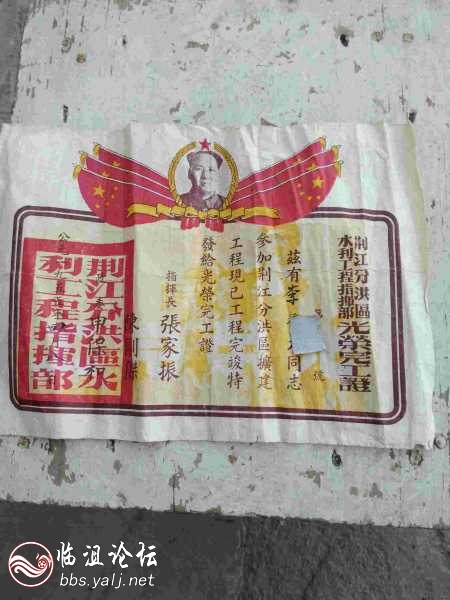 荆江分洪區
水利工程指揮部
光榮完工證
茲有李
同志
參加荆江分洪區擴建
工程現已工程完竣特
發給光榮完工證
指揮長 張家振
荆江分洪區水
利工程指揮部
临沮论坛
bbs.yalj.net